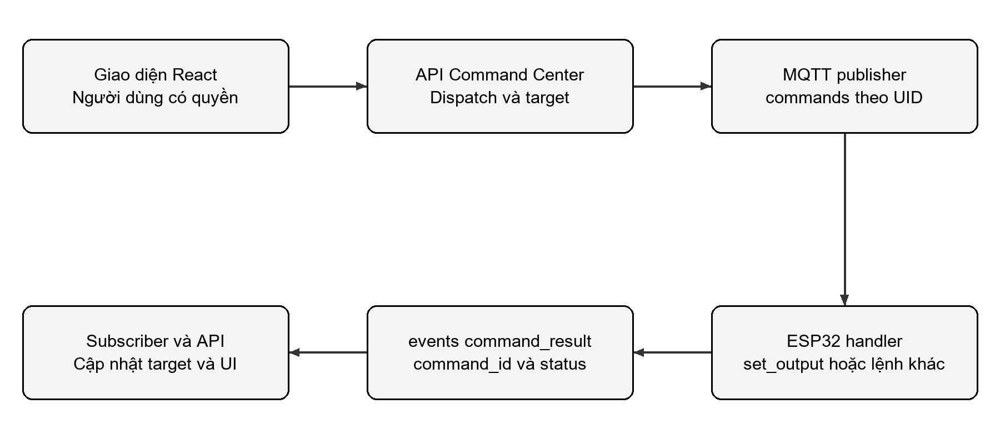 Giao diện React
Người dùng có quyền
API Command Center
Dispatch và target
MQTT publisher
commands theo UID
ESP32 handler
set_output hoặc lệnh khác
events command_result
command_id và status
Subscriber và API
Cập nhật target và UI